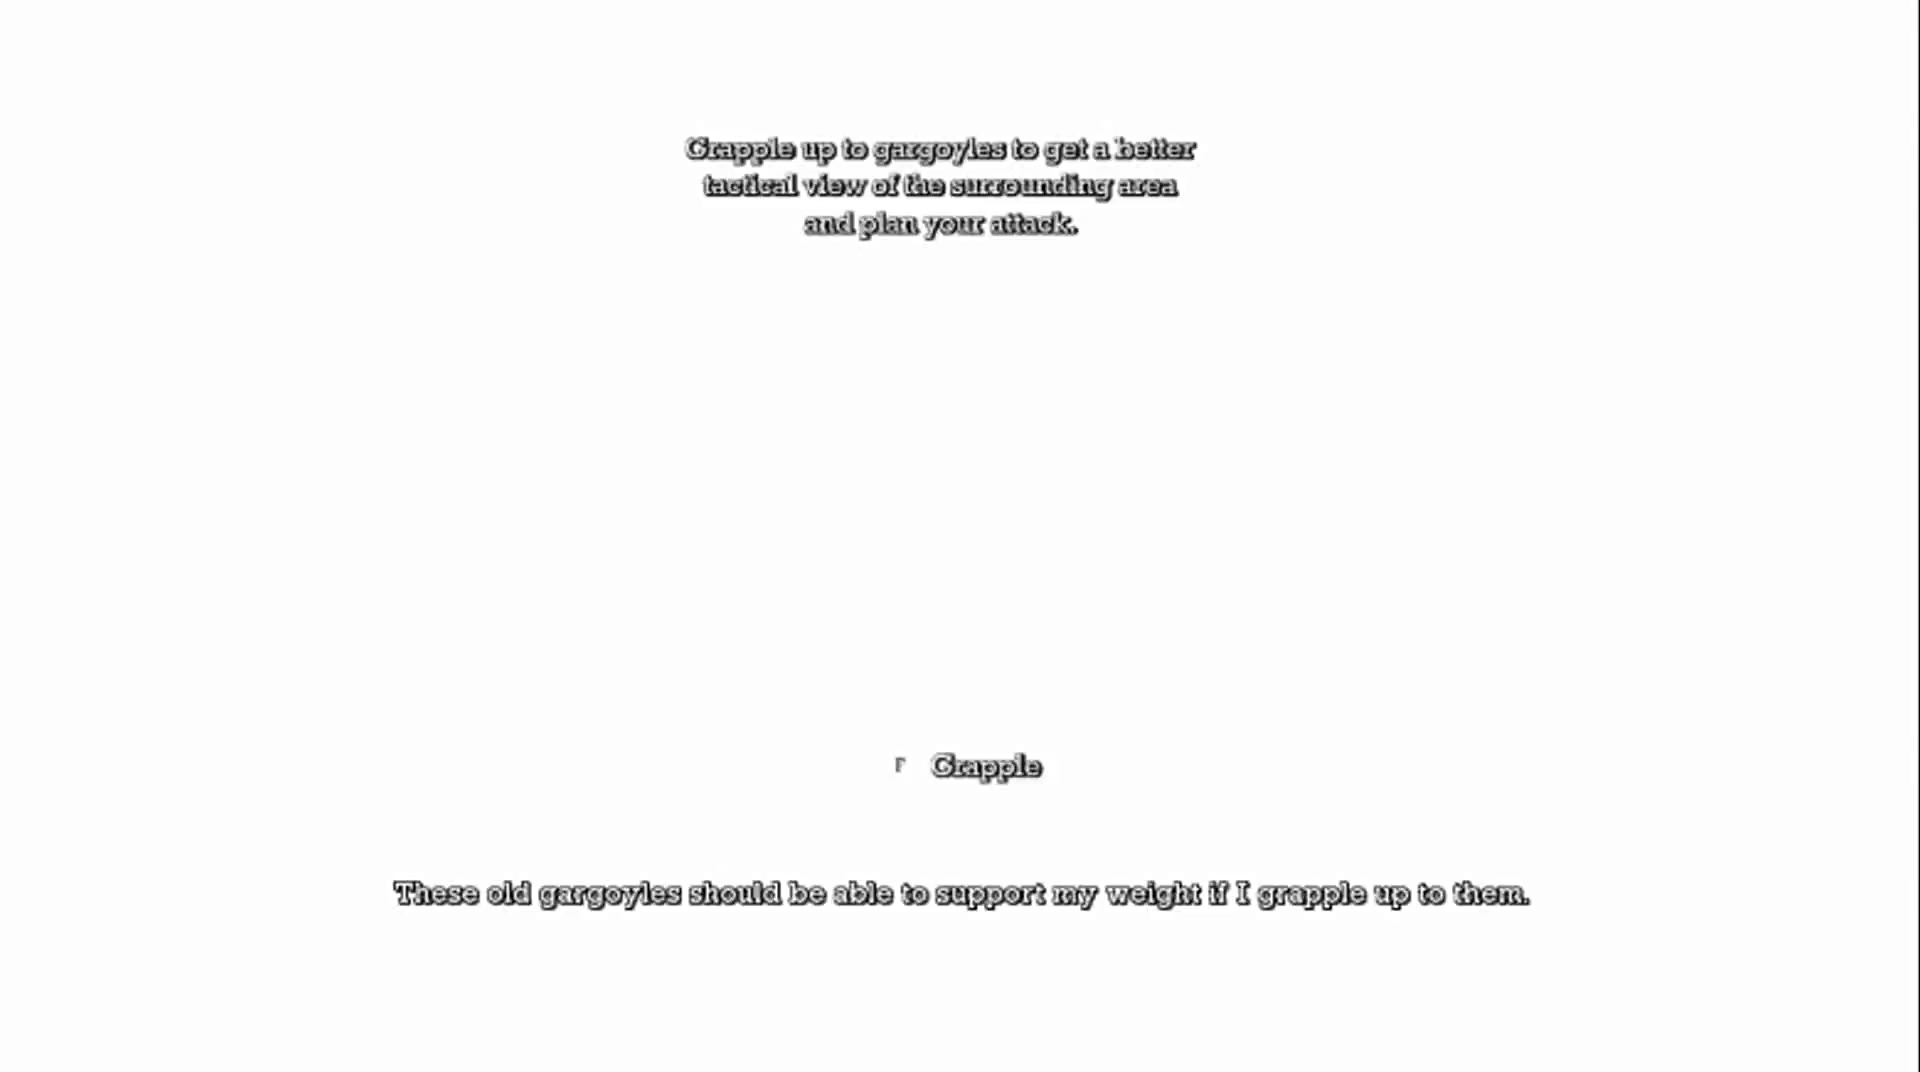 Grapple up to gargoyles to get a better
tactical view of the surrounding area
and plan your attack.
Grapple
These old gargoyles should be able to support my weight if I grapple up to them.